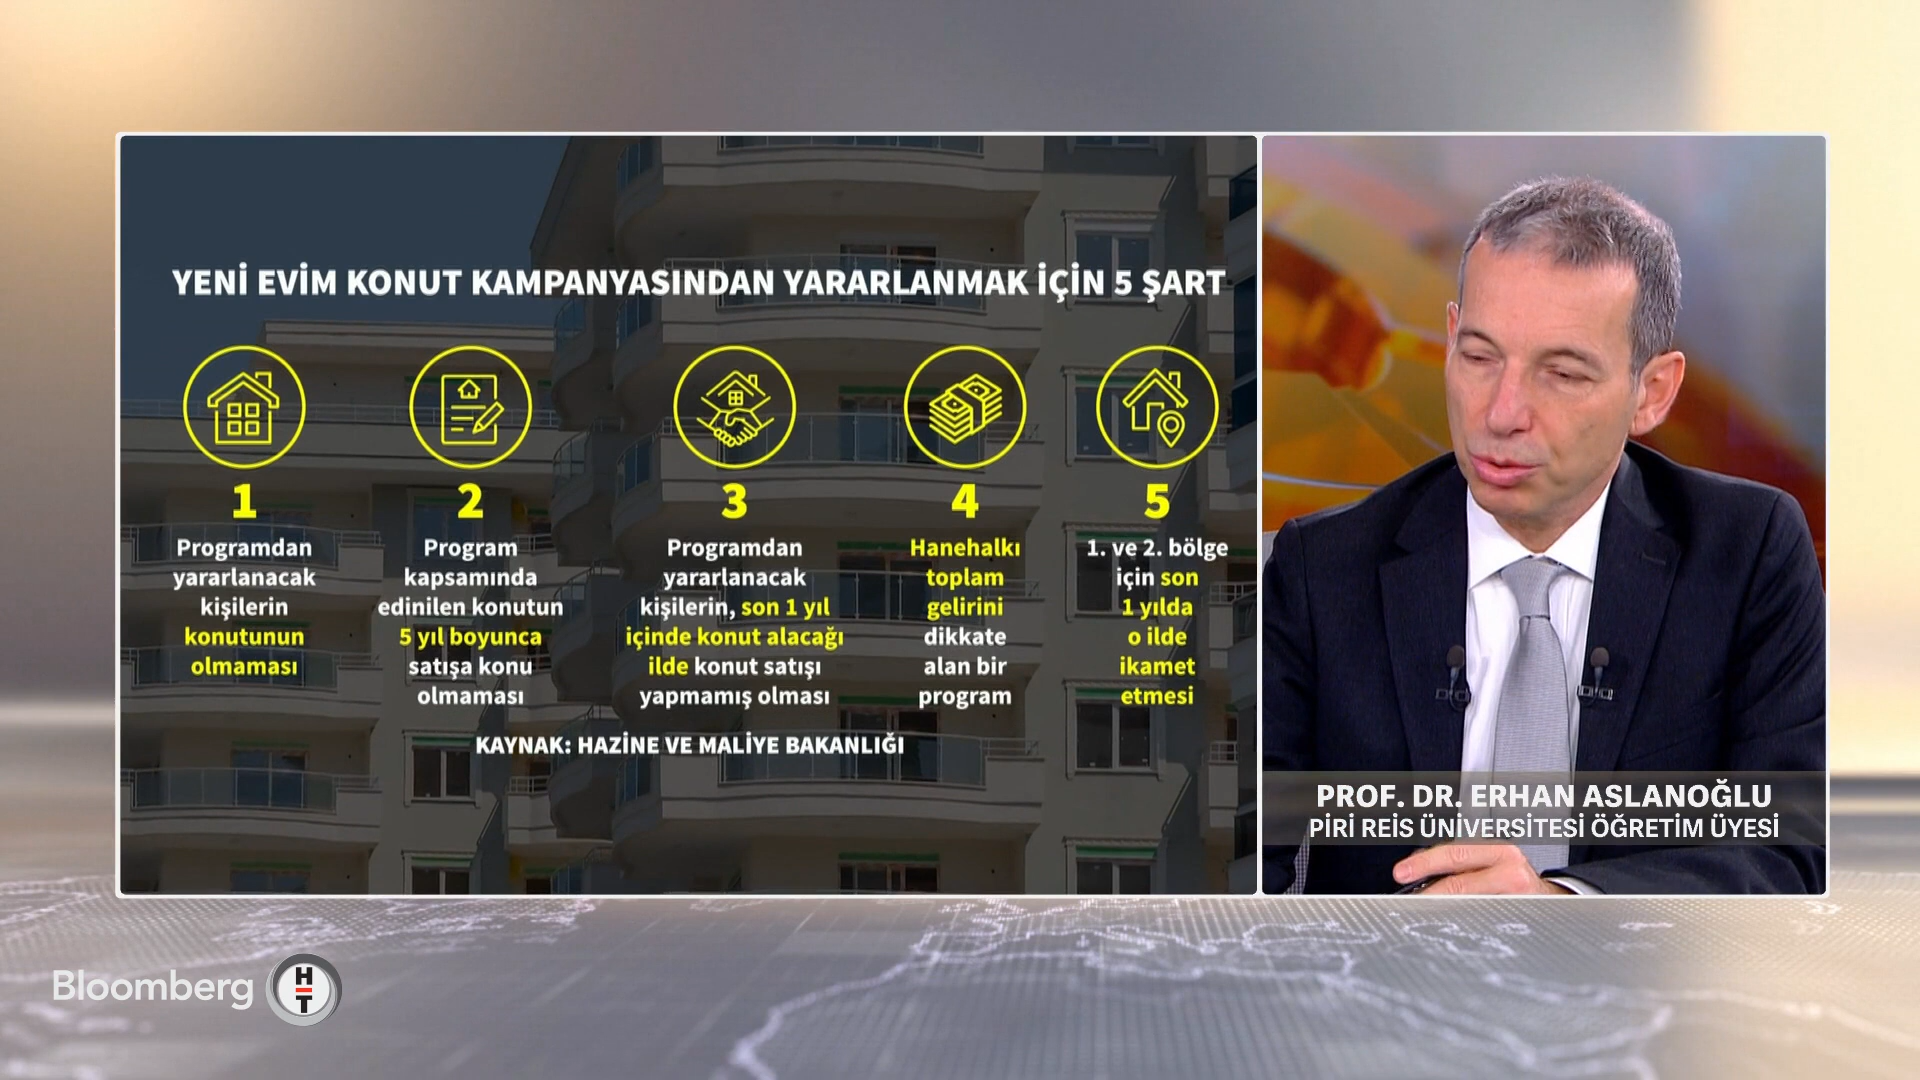 YENİ EVİM KONUT KAMPANYASINDAN YARARLANMAK İÇİN 5 ŞART
1
Programdan
yararlanacak
kişilerin
konutunun
olmaması
2
Program
kapsamında
edinilen konutun
5 yıl boyunca
satışa konu
olmaması
3
Programdan
yararlanacak
kişilerin, son 1 yıl
içinde konut alacağı
ilde konut satışı
yapmamış olması
4
Hanehalkı
toplam
gelirini
dikkate
alan bir
program
5
1. ve 2. bölge
için son
1 yılda
o ilde
ikamet
etmesi
KAYNAK: HAZİNE VE MALİYE BAKANLIĞI
PROF. DR. ERHAN ASLANOĞLU
PİRİ REİS ÜNİVERSİTESİ ÖĞRETİM ÜYESİ
Bloomberg HT